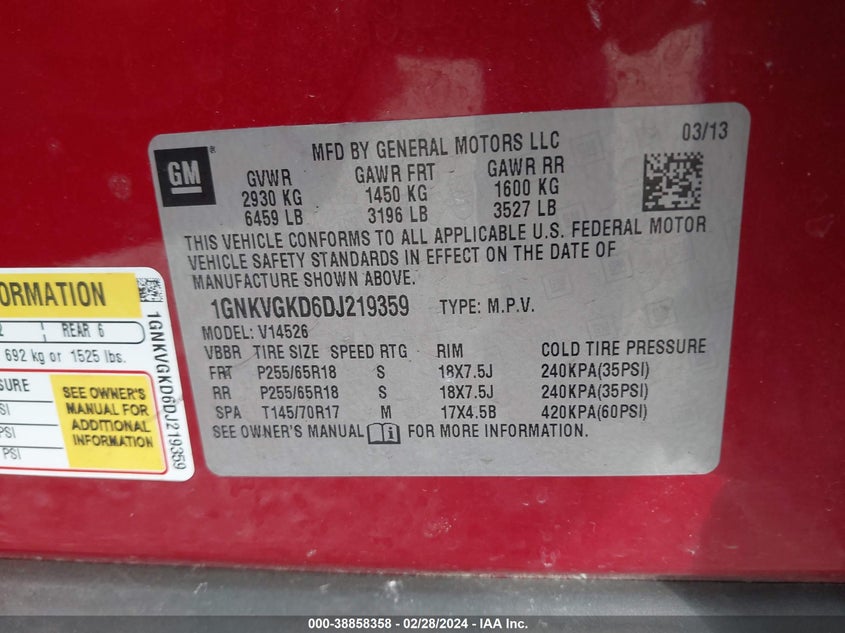 GM
MFD BY GENERAL MOTORS LLC
03/13
GVWR GAWR FRT GAWR RR
2930 KG 1450 KG 1600 KG
6459 LB 3196 LB 3527 LB
THIS VEHICLE CONFORMS TO ALL APPLICABLE U.S. FEDERAL MOTOR
VEHICLE SAFETY STANDARDS IN EFFECT ON THE DATE OF
MANUFACTURE SHOWN ABOVE.
1GNKVGKD6DJ219359 TYPE: M.P.V.
MODEL: V14526
VBBR TIRE SIZE SPEED RTG RIM COLD TIRE PRESSURE
FRT P255/65R18 S 18X7.5J 240KPA(35PSI)
RR P255/65R18 S 18X7.5J 240KPA(35PSI)
SPA T145/70R17 M 17X4.5B 420KPA(60PSI)
SEE OWNER'S MANUAL FOR MORE INFORMATION.
ORMATION
2 REAR 6
692 kg or 1525 lbs.
SURE
SI
PSI
PSI
SEE OWNER'S
MANUAL FOR
ADDITIONAL
INFORMATION
1GNKVGKD6DJ219359
000-38858358 - 02/28/2024 - IAA Inc.